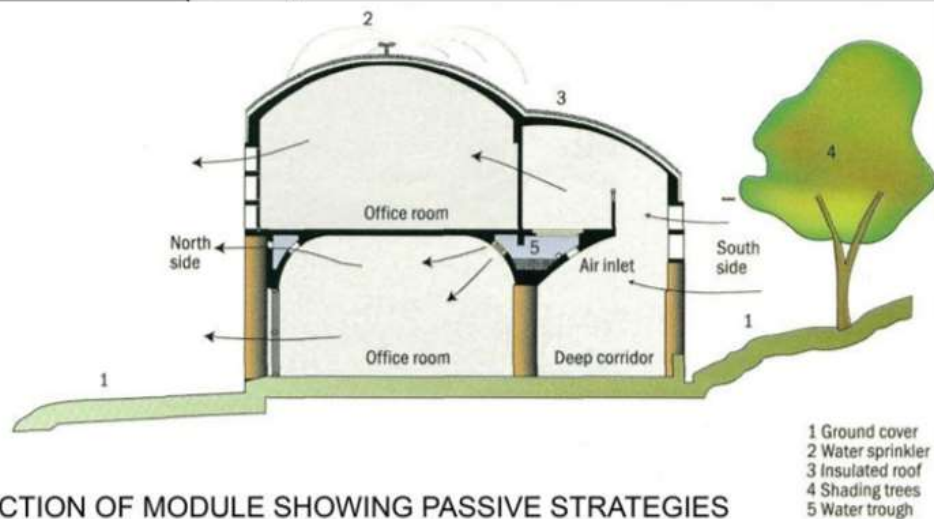 2
3
4
Office room
North
side
5
Air inlet
South
side
1
Office room
Deep corridor
1
1 Ground cover
2 Water sprinkler
3 Insulated roof
4 Shading trees
5 Water trough
CTION OF MODULE SHOWING PASSIVE STRATEGIES